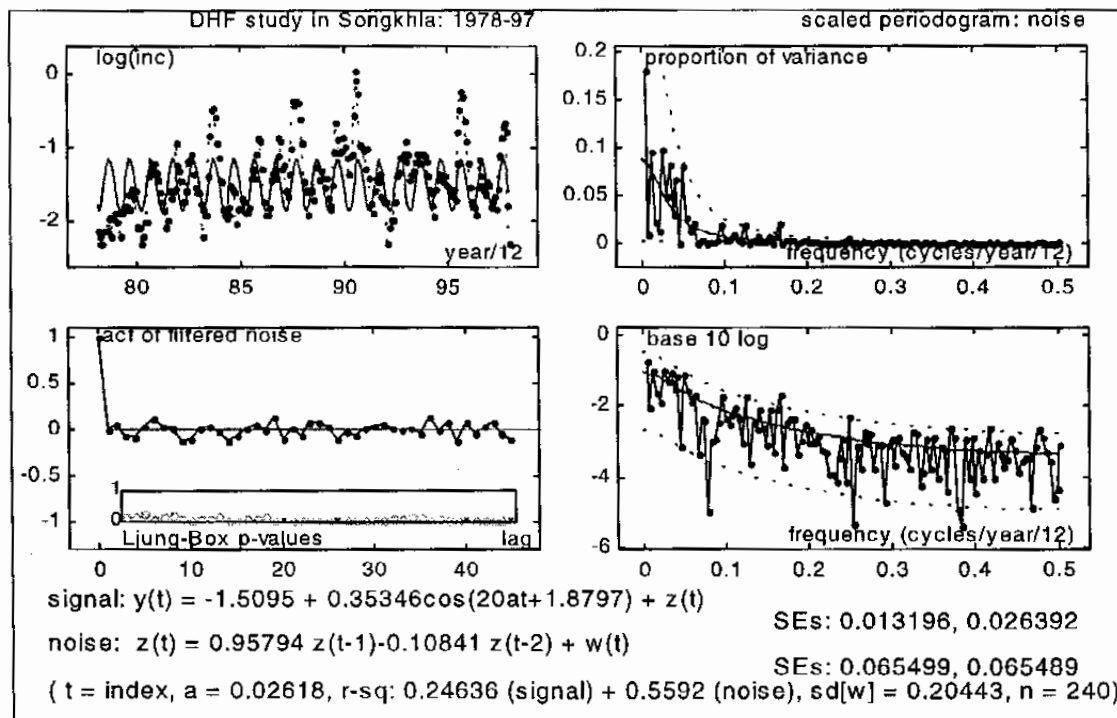 DHF study in Songkhla: 1978-97
scaled periodogram: noise
log(inc)
0
-1
-2
year/12
80 85 90 95
proportion of variance
0.2
0.15
0.1
0.05
0
frequency (cycles/year/12)
0 0.1 0.2 0.3 0.4 0.5
acf of filtered noise
1
0.5
0
-0.5
-1
1
0
Ljung-Box p-values
lag
0 10 20 30 40
base 10 log
0
-2
-4
-6
frequency (cycles/year/12)
0 0.1 0.2 0.3 0.4 0.5
signal: y(t) = -1.5095 + 0.35346cos(20at+1.8797) + z(t)
SEs: 0.013196, 0.026392
noise: z(t) = 0.95794 z(t-1)-0.10841 z(t-2) + w(t)
SEs: 0.065499, 0.065489
( t = index, a = 0.02618, r-sq: 0.24636 (signal) + 0.5592 (noise), sd[w] = 0.20443, n = 240)